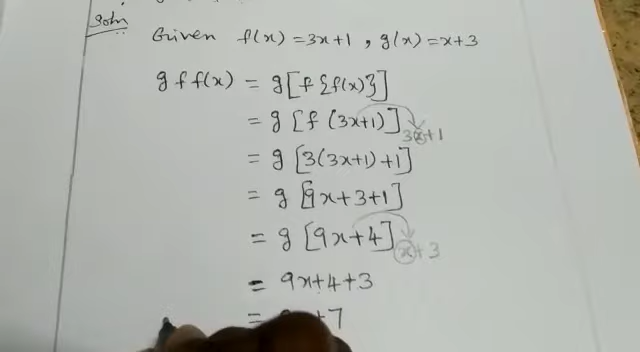 Soln
Given f(x)=3x+1, g(x)=x+3
gff(x) = g[f{f(x)}]
= g[f(3x+1)] 3x+1
= g[3(3x+1)+1]
= g[9x+3+1]
= g[9x+4] x+3
= 9x+4+3
= +7